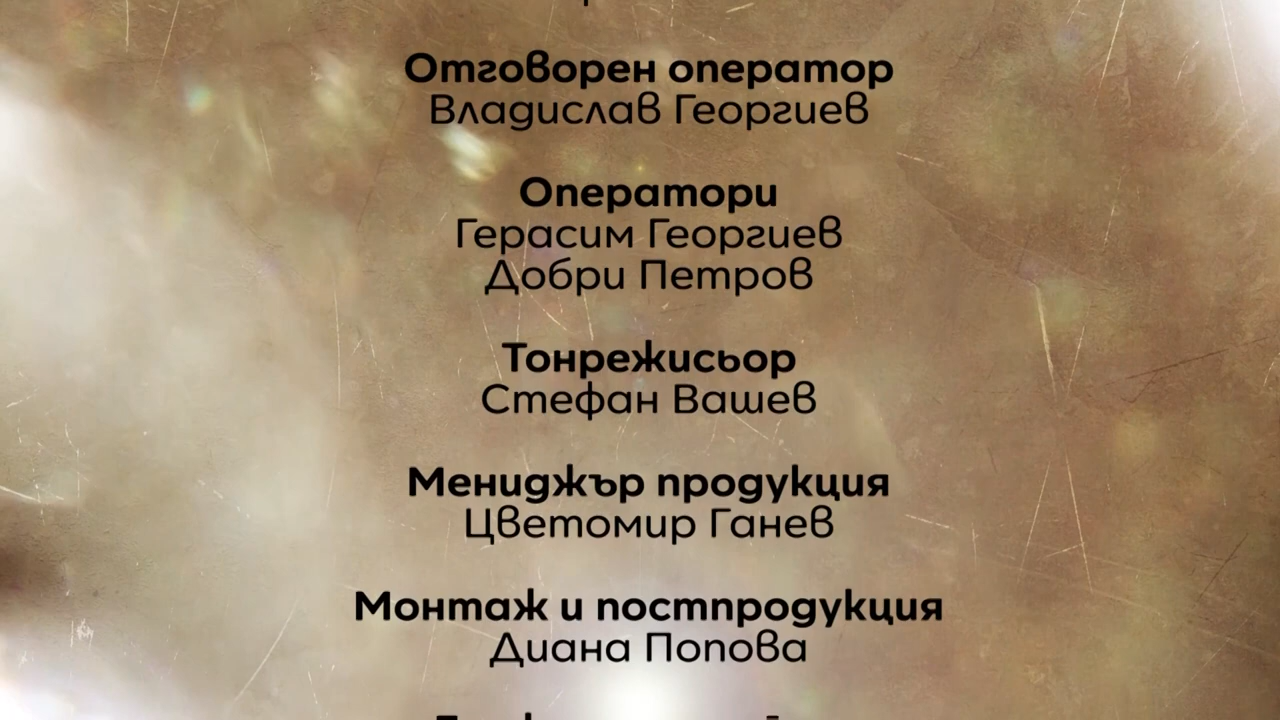 Отговорен оператор
Владислав Георгиев
Оператори
Герасим Георгиев
Добри Петров
Тонрежисьор
Стефан Вашев
Мениджър продукция
Цветомир Ганев
Монтаж и постпродукция
Диана Попова